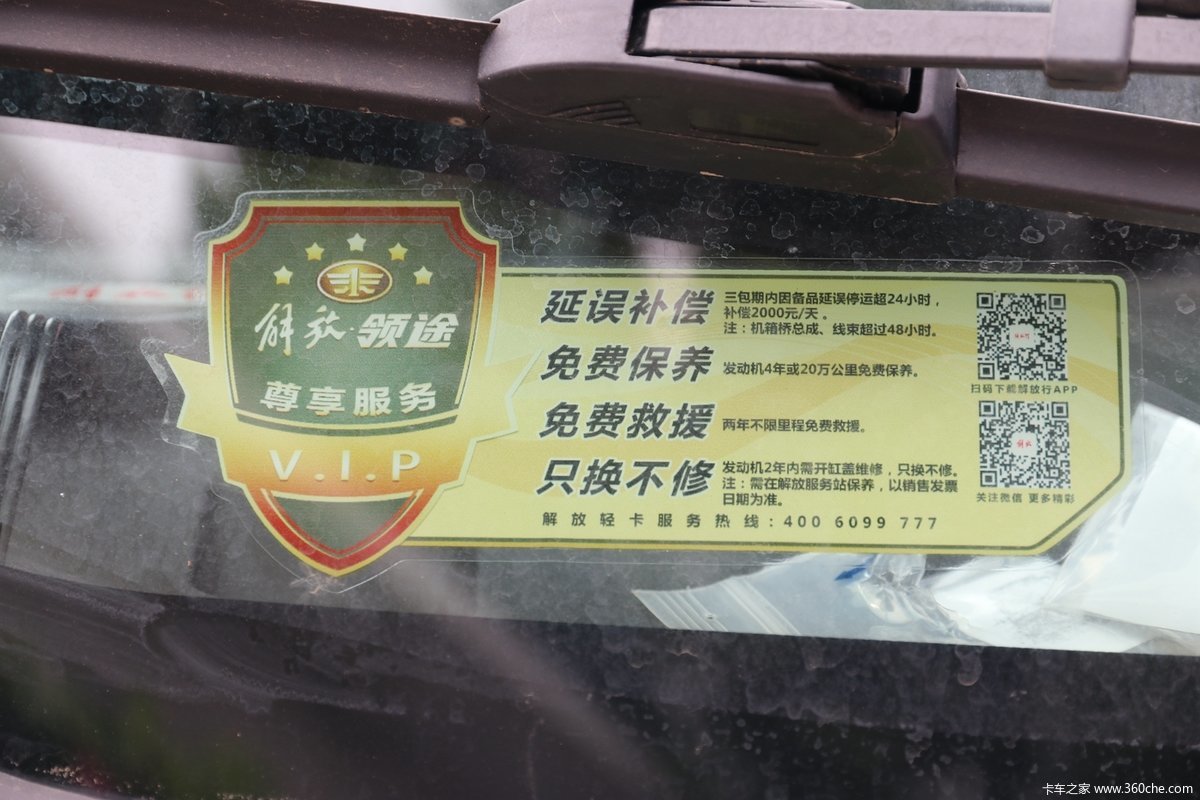 解放·领途
尊享服务
V.I.P
延误补偿
三包期内因备品延误停运超24小时，
补偿2000元/天。
注：机箱桥总成、线束超过48小时。
免费保养
发动机4年或20万公里免费保养。
免费救援
两年不限里程免费救援。
只换不修
发动机2年内需开缸盖维修，只换不修。
注：需在解放服务站保养，以销售发票
日期为准。
解放轻卡服务热线：400 6099 777
扫码下载解放行APP
关注微信 更多精彩
卡车之家 www.360che.com